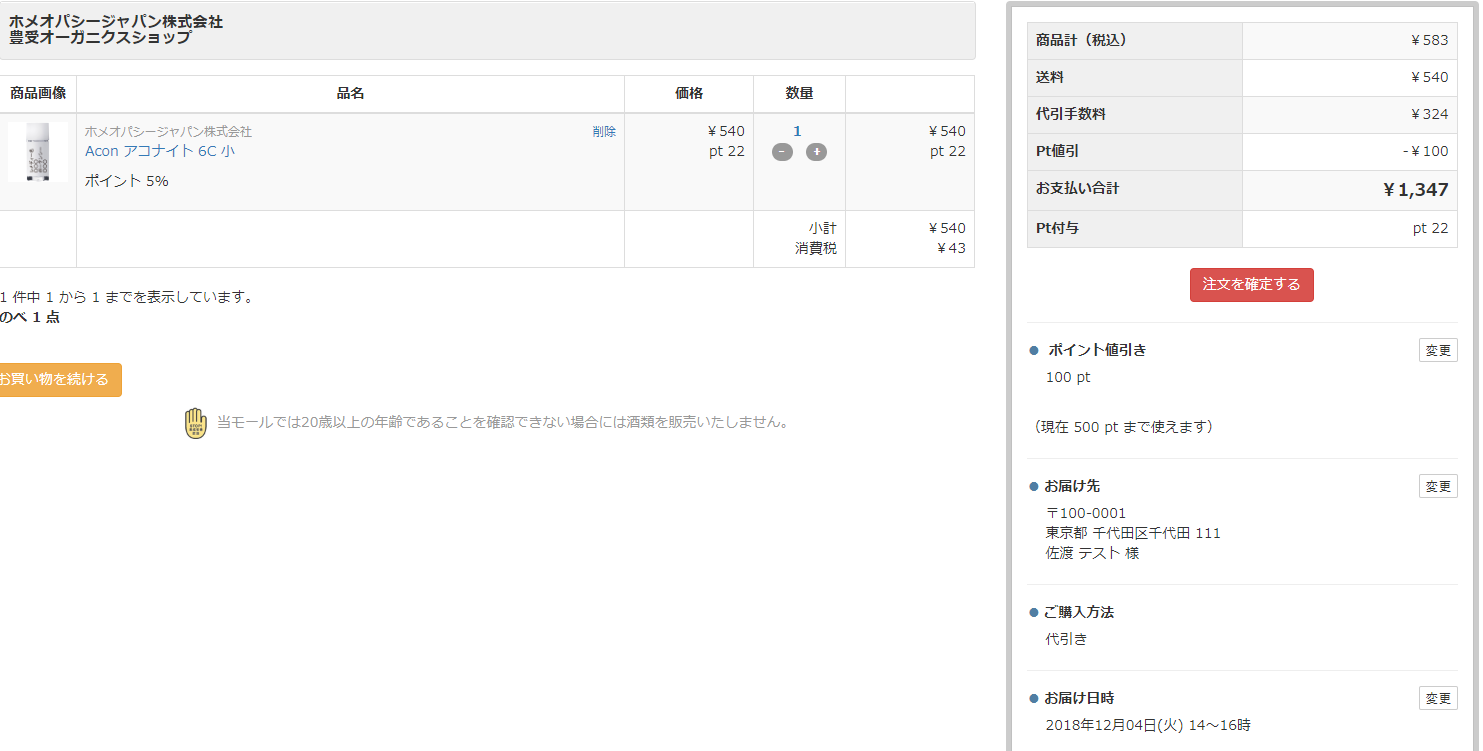 ホメオパシージャパン株式会社
豊受オーガニクスショップ
商品画像 品名 価格 数量
ホメオパシージャパン株式会社 削除 ¥540 1 ¥540
Acon アコナイト 6C 小 pt 22 - + pt 22
ポイント 5%
小計 ¥540
消費税 ¥43
1 件中 1 から 1 までを表示しています。
のべ 1 点
お買い物を続ける
当モールでは20歳以上の年齢であることを確認できない場合には酒類を販売いたしません。
商品計（税込） ¥583
送料 ¥540
代引手数料 ¥324
Pt値引 -¥100
お支払い合計 ¥1,347
Pt付与 pt 22
注文を確定する
ポイント値引き 変更
100 pt
（現在 500 pt まで使えます）
お届け先 変更
〒100-0001
東京都 千代田区千代田 111
佐渡 テスト 様
ご購入方法
代引き
お届け日時 変更
2018年12月04日(火) 14〜16時